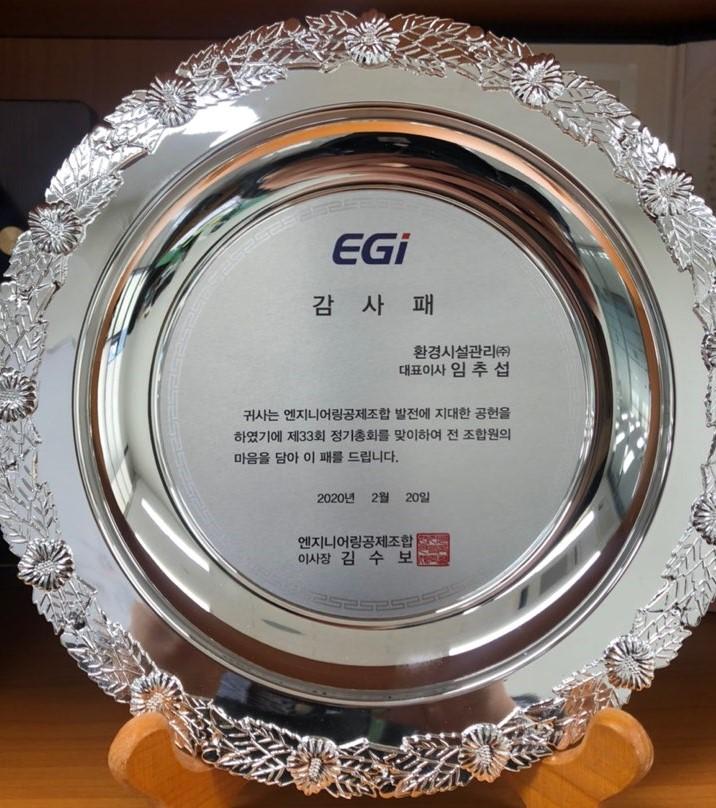 EGi
감 사 패
환경시설관리㈜
대표이사 임 추 섭
귀사는 엔지니어링공제조합 발전에 지대한 공헌을
하였기에 제33회 정기총회를 맞이하여 전 조합원의
마음을 담아 이 패를 드립니다.
2020년 2월 20일
엔지니어링공제조합
이사장 김 수 보